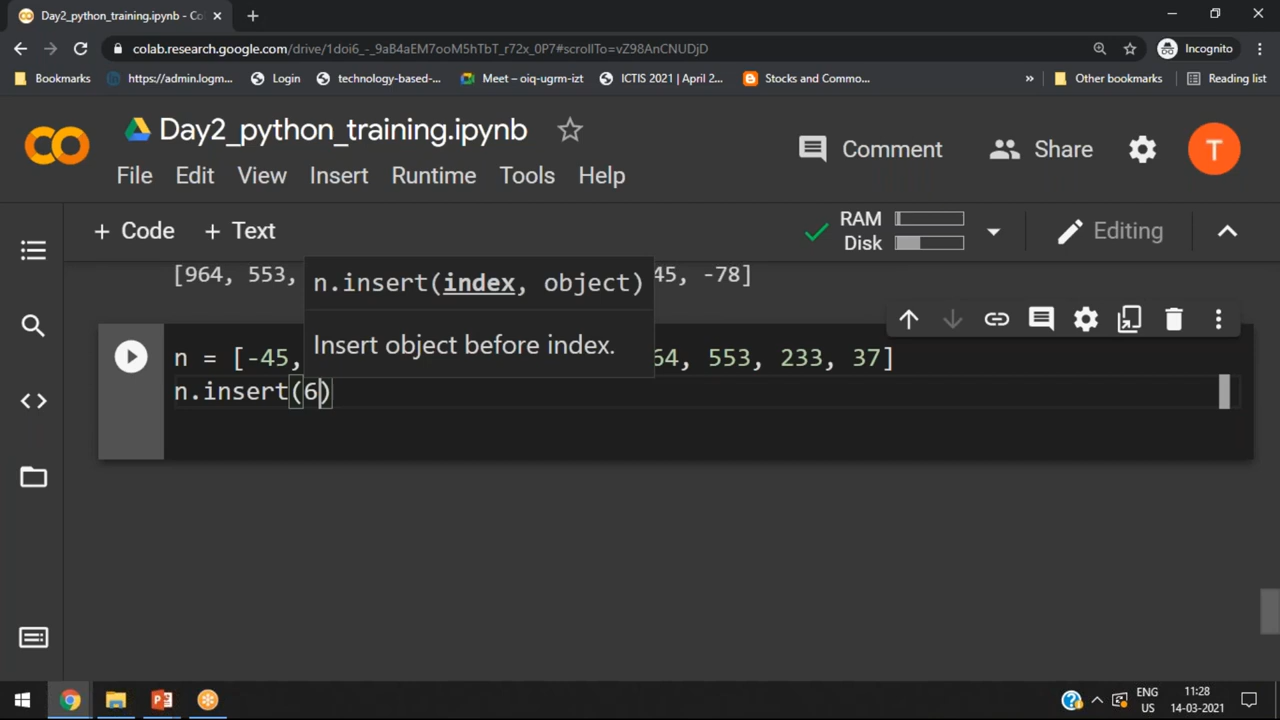 Day2_python_training.ipynb - Co
colab.research.google.com/drive/1doi6_-_9aB4aEM7ooM5hTbT_r72x_0P7#scrollTo=vZ98AnCNUDjD
Incognito
Bookmarks
https://admin.logm...
Login
technology-based-...
Meet – oiq-ugrm-izt
ICTIS 2021 | April 2...
Stocks and Commo...
»
Other bookmarks
Reading list
Day2_python_training.ipynb
Comment
Share
T
File Edit View Insert Runtime Tools Help
+ Code + Text
RAM
Disk
Editing
[964, 553, 45, -78]
n.insert(index, object)
Insert object before index.
n = [-45, 64, 553, 233, 37]
n.insert(6)
ENG
US
11:28
14-03-2021